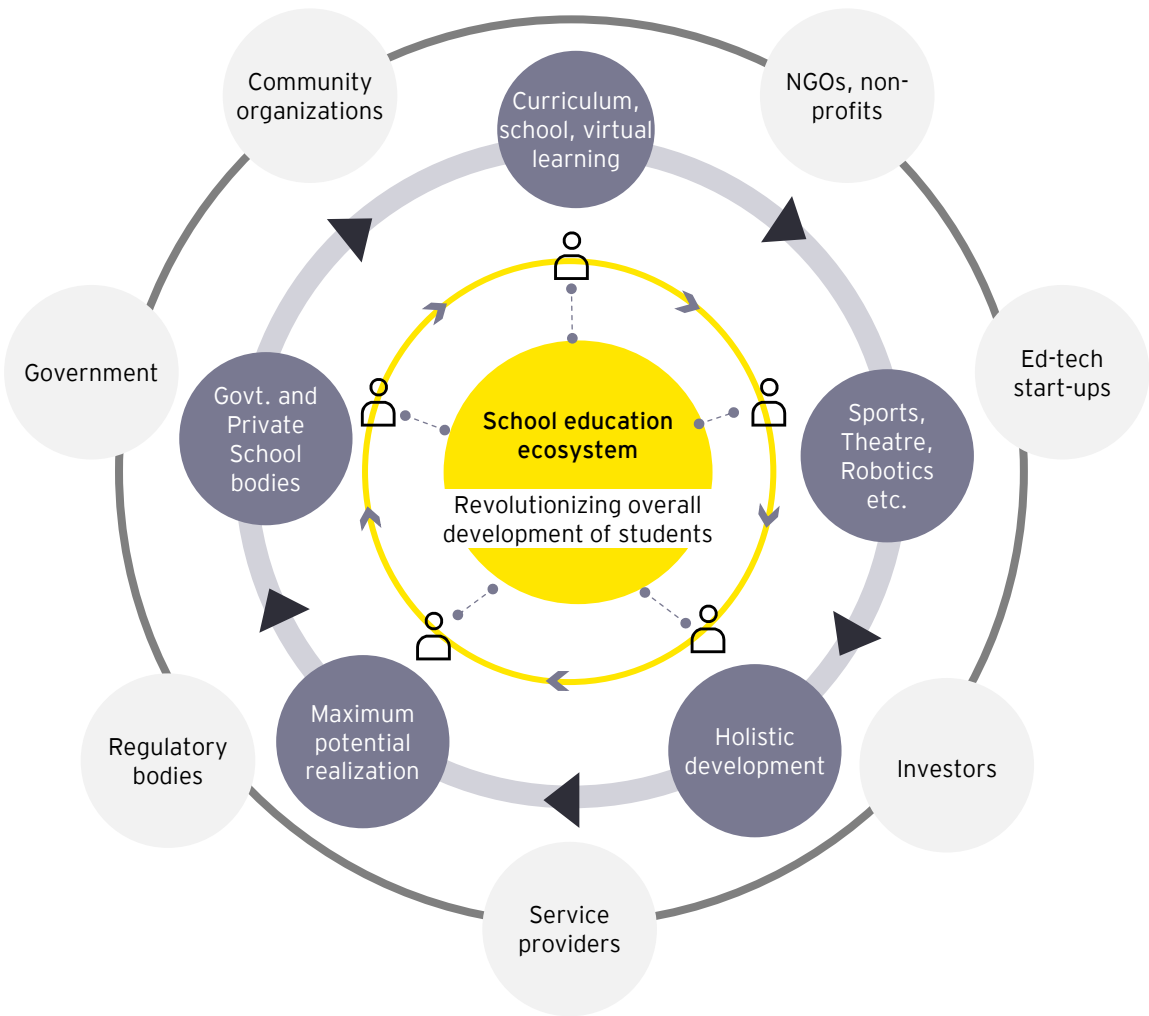 Community
organizations
NGOs, non-
profits
Curriculum,
school, virtual
learning
Government
Ed-tech
start-ups
Govt. and
Private
School
bodies
School education
ecosystem
Revolutionizing overall
development of students
Sports,
Theatre,
Robotics
etc.
Regulatory
bodies
Maximum
potential
realization
Holistic
development
Investors
Service
providers